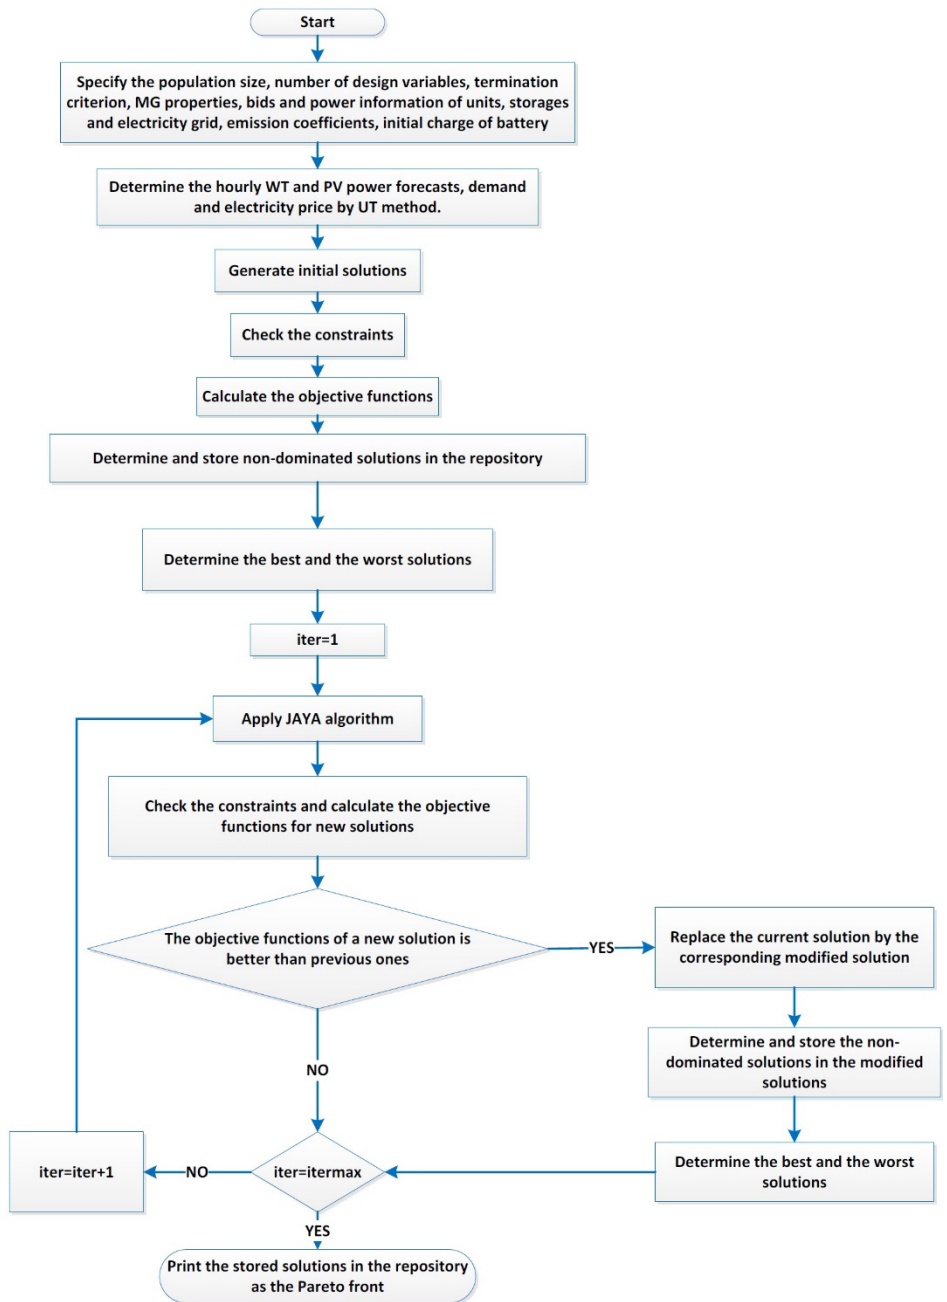 Start
Specify the population size, number of design variables, termination
criterion, MG properties, bids and power information of units, storages
and electricity grid, emission coefficients, initial charge of battery
Determine the hourly WT and PV power forecasts, demand
and electricity price by UT method.
Generate initial solutions
Check the constraints
Calculate the objective functions
Determine and store non-dominated solutions in the repository
Determine the best and the worst solutions
iter=1
Apply JAYA algorithm
Check the constraints and calculate the objective
functions for new solutions
The objective functions of a new solution is
better than previous ones
YES
Replace the current solution by the
corresponding modified solution
Determine and store the non-
dominated solutions in the modified
solutions
Determine the best and the worst
solutions
NO
iter=itermax
NO
iter=iter+1
YES
Print the stored solutions in the repository
as the Pareto front